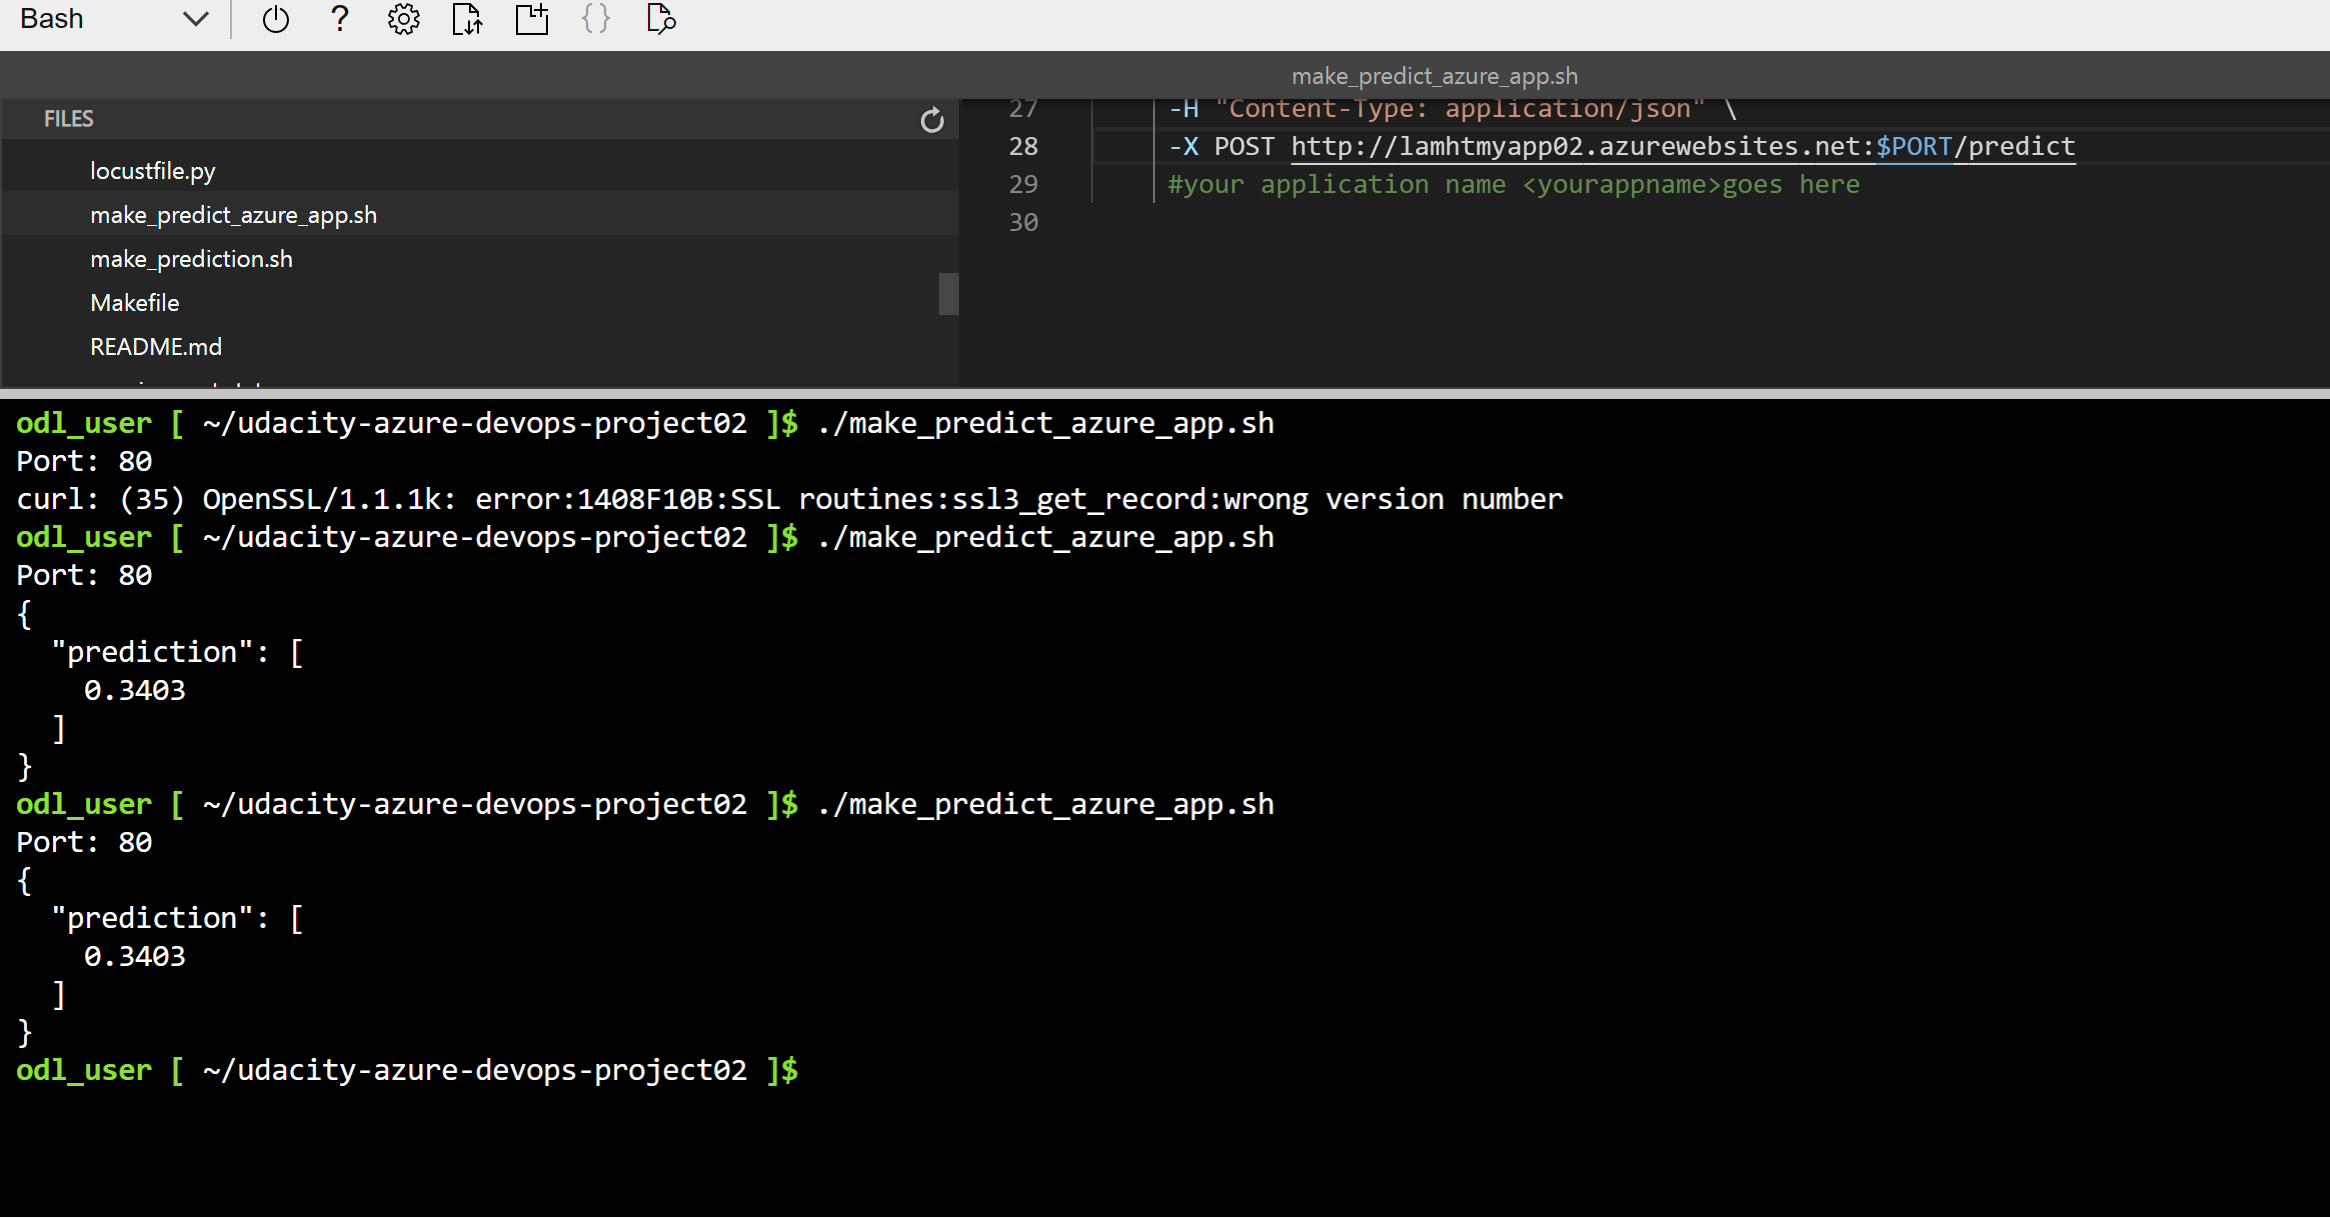 Bash
make_predict_azure_app.sh
FILES
locustfile.py
make_predict_azure_app.sh
make_prediction.sh
Makefile
README.md
27 -H "Content-Type: application/json" \
28 -X POST http://lamhtmyapp02.azurewebsites.net:$PORT/predict
29 #your application name <yourappname>goes here
30
odl_user [ ~/udacity-azure-devops-project02 ]$ ./make_predict_azure_app.sh
Port: 80
curl: (35) OpenSSL/1.1.1k: error:1408F10B:SSL routines:ssl3_get_record:wrong version number
odl_user [ ~/udacity-azure-devops-project02 ]$ ./make_predict_azure_app.sh
Port: 80
{
  "prediction": [
    0.3403
  ]
}
odl_user [ ~/udacity-azure-devops-project02 ]$ ./make_predict_azure_app.sh
Port: 80
{
  "prediction": [
    0.3403
  ]
}
odl_user [ ~/udacity-azure-devops-project02 ]$